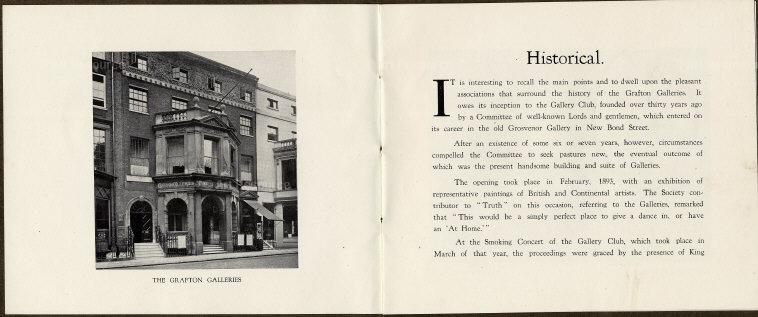 THE GRAFTON GALLERIES
Historical.
IT is interesting to recall the main points and to dwell upon the pleasant
associations that surround the history of the Grafton Galleries. It
owes its inception to the Gallery Club, founded over thirty years ago
by a Committee of well-known Lords and gentlemen, which entered on
its career in the old Grosvenor Gallery in New Bond Street.
After an existence of some six or seven years, however, circumstances
compelled the Committee to seek pastures new, the eventual outcome of
which was the present handsome building and suite of Galleries.
The opening took place in February, 1893, with an exhibition of
representative paintings of British and Continental artists. The Society con-
tributor to "Truth" on this occasion, referring to the Galleries, remarked
that "This would be a simply perfect place to give a dance in, or have
an 'At Home.'"
At the Smoking Concert of the Gallery Club, which took place in
March of that year, the proceedings were graced by the presence of King